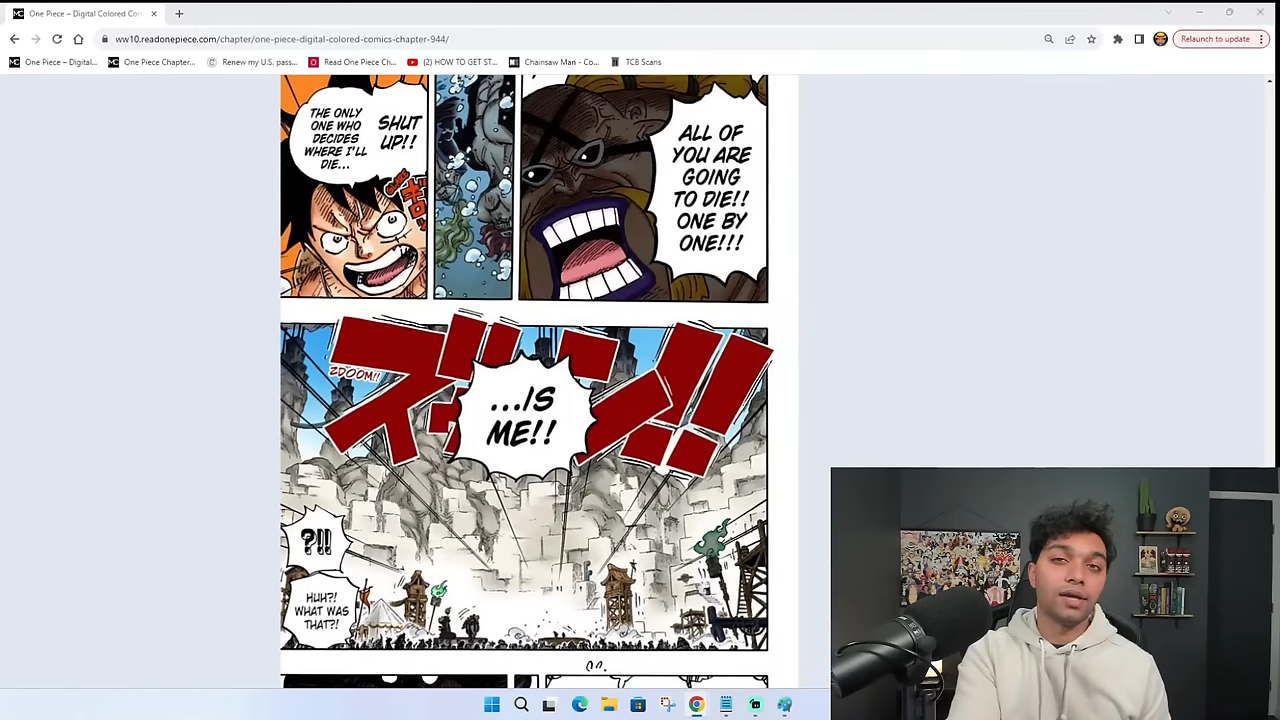 One Piece – Digital Colored Con
ww10.readonepiece.com/chapter/one-piece-digital-colored-comics-chapter-944/
Relaunch to update
One Piece – Digital...
One Piece Chapter...
Renew my U.S. pass...
Read One Piece Ch...
(2) HOW TO GET ST...
Chainsaw Man - Co...
TCB Scans
THE ONLY
ONE WHO
DECIDES
WHERE I'LL
DIE...
SHUT
UP!!
ALL OF
YOU ARE
GOING
TO DIE!!
ONE BY
ONE!!!
ズン!!
ZDOOM!!
...IS
ME!!
?!!
HUH?!
WHAT WAS
THAT?!